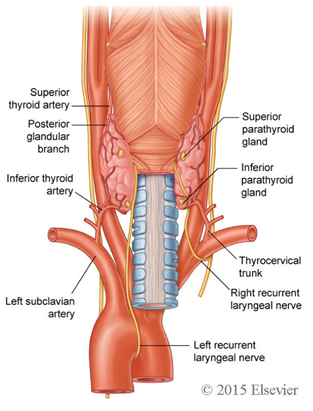 Superior
thyroid artery
Posterior
glandular
branch
Inferior thyroid
artery
Left subclavian
artery
Superior
parathyroid
gland
Inferior
parathyroid
gland
Thyrocervical
trunk
Right recurrent
laryngeal nerve
Left recurrent
laryngeal nerve
© 2015 Elsevier